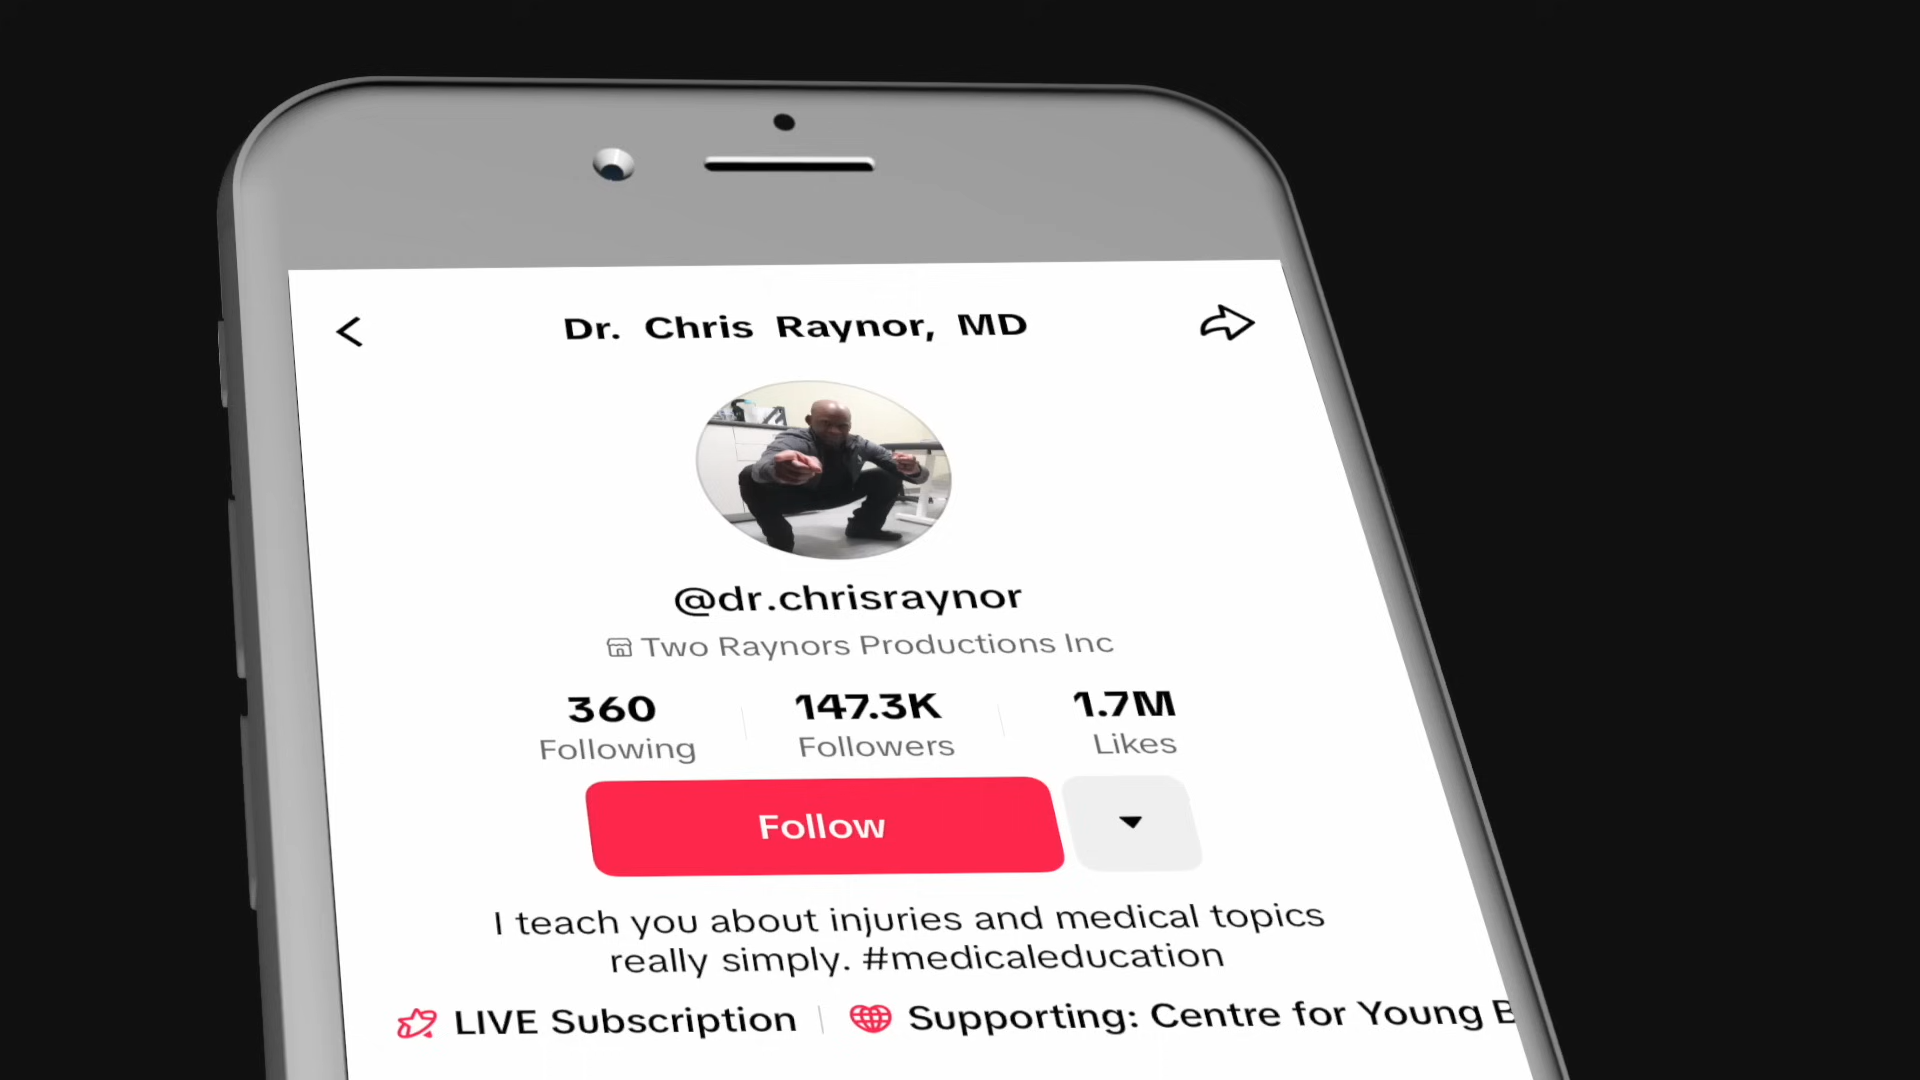 Dr. Chris Raynor, MD
@dr.chrisraynor
Two Raynors Productions Inc
360 147.3K 1.7M
Following Followers Likes
Follow
I teach you about injuries and medical topics
really simply. #medicaleducation
LIVE Subscription Supporting: Centre for Young B